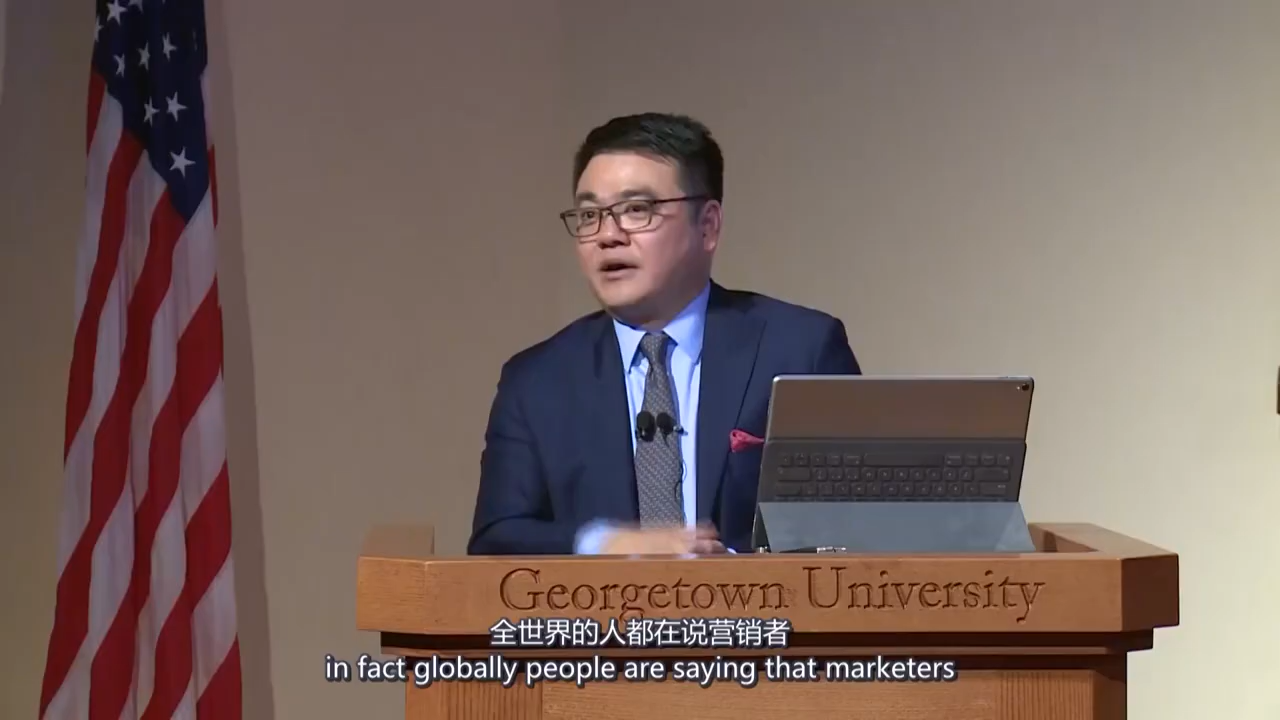 Georgetown University
全世界的人都在说营销者
in fact globally people are saying that marketers